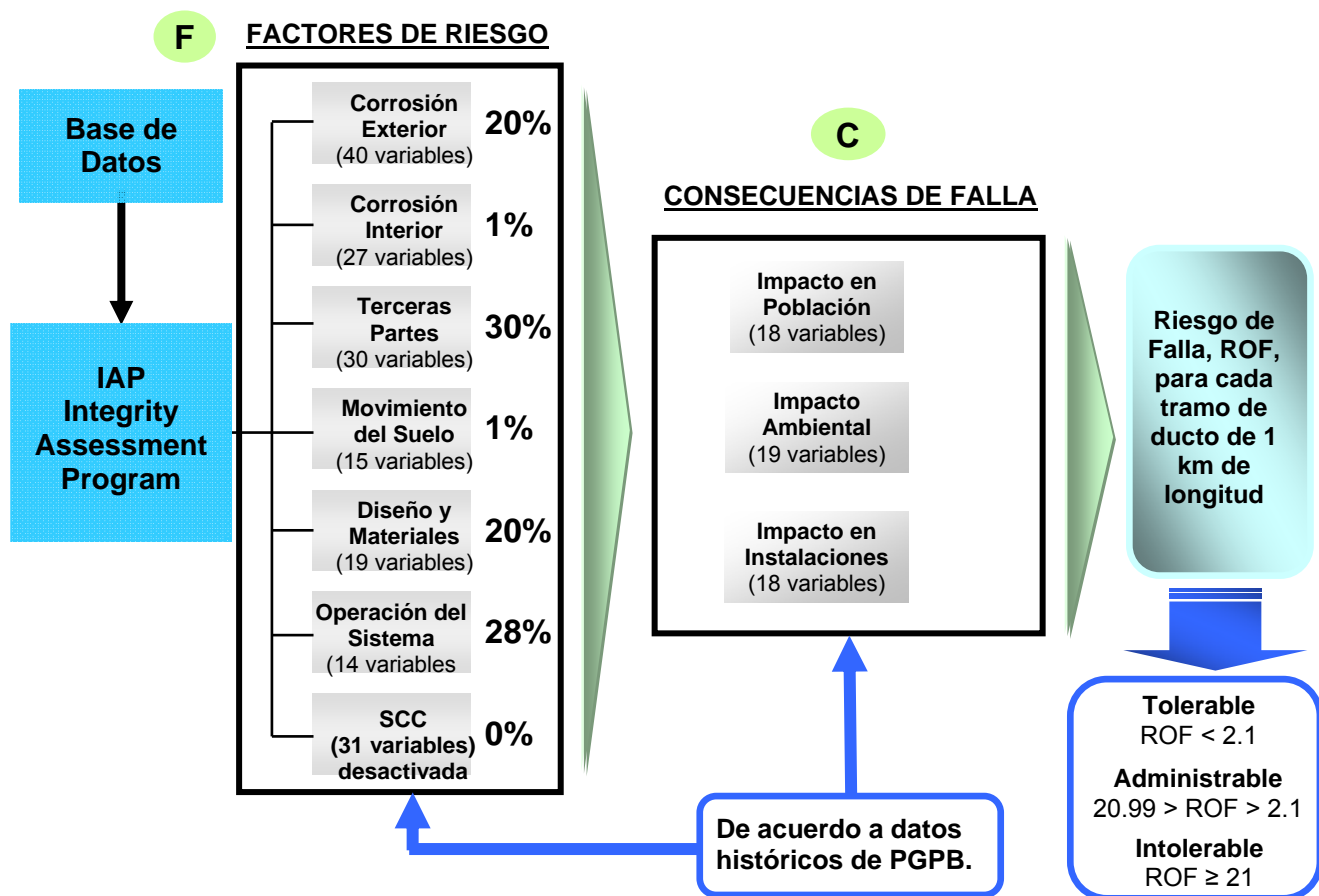 F
FACTORES DE RIESGO
Base de
Datos
IAP
Integrity
Assessment
Program
Corrosión
Exterior
(40 variables)
20%
Corrosión
Interior
(27 variables)
1%
Terceras
Partes
(30 variables)
30%
Movimiento
del Suelo
(15 variables)
1%
Diseño y
Materiales
(19 variables)
20%
Operación del
Sistema
(14 variables
28%
SCC
(31 variables)
desactivada
0%
C
CONSECUENCIAS DE FALLA
Impacto en
Población
(18 variables)
Impacto
Ambiental
(19 variables)
Impacto en
Instalaciones
(18 variables)
De acuerdo a datos
históricos de PGPB.
Riesgo de
Falla, ROF,
para cada
tramo de
ducto de 1
km de
longitud
Tolerable
ROF < 2.1
Administrable
20.99 > ROF > 2.1
Intolerable
ROF ≥ 21